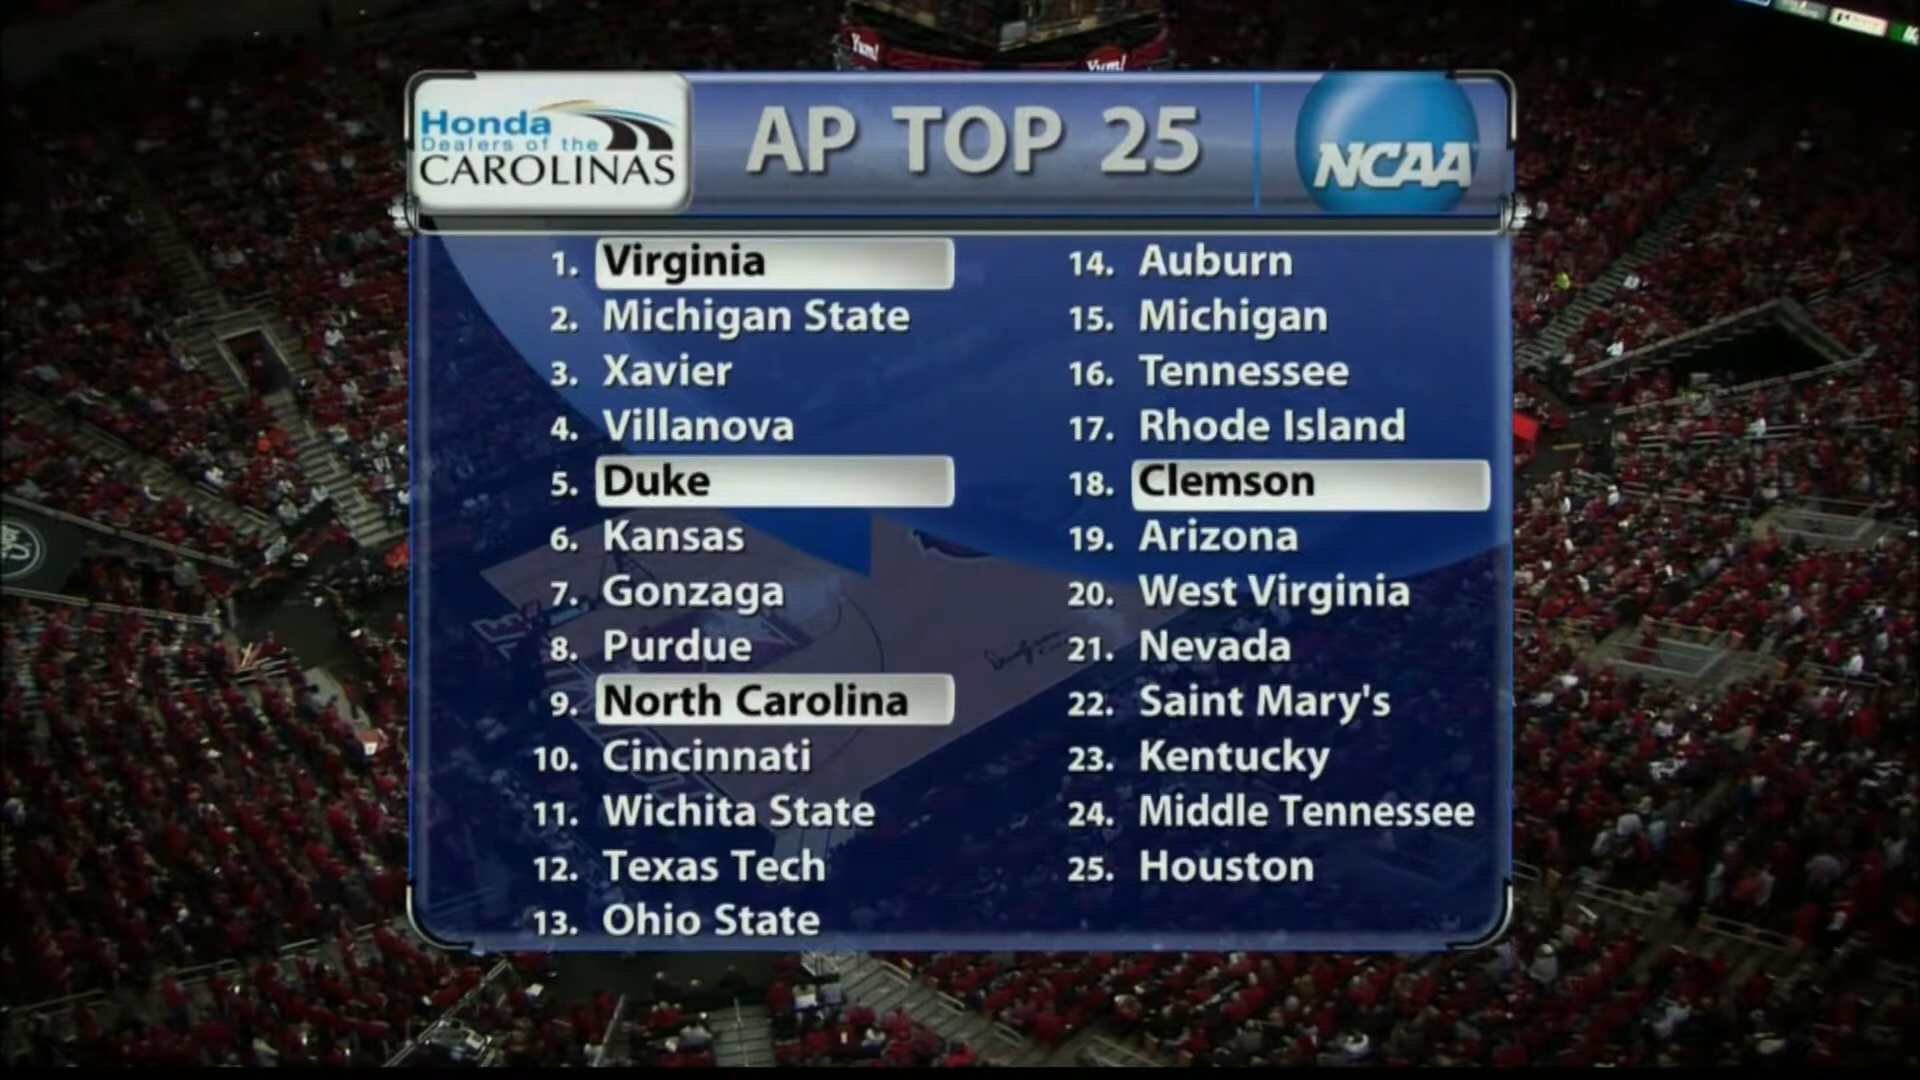 Yum!
Yum!
Honda
Dealers of the
CAROLINAS
AP TOP 25
NCAA
1. Virginia
2. Michigan State
3. Xavier
4. Villanova
5. Duke
6. Kansas
7. Gonzaga
8. Purdue
9. North Carolina
10. Cincinnati
11. Wichita State
12. Texas Tech
13. Ohio State
14. Auburn
15. Michigan
16. Tennessee
17. Rhode Island
18. Clemson
19. Arizona
20. West Virginia
21. Nevada
22. Saint Mary's
23. Kentucky
24. Middle Tennessee
25. Houston